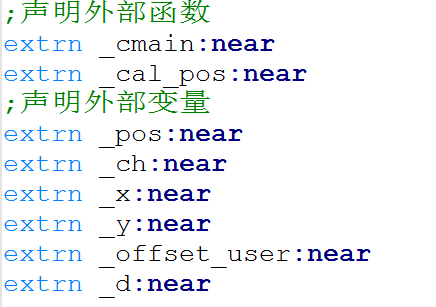 ;声明外部函数
extrn _cmain:near
extrn _cal_pos:near
;声明外部变量
extrn _pos:near
extrn _ch:near
extrn _x:near
extrn _y:near
extrn _offset_user:near
extrn _d:near